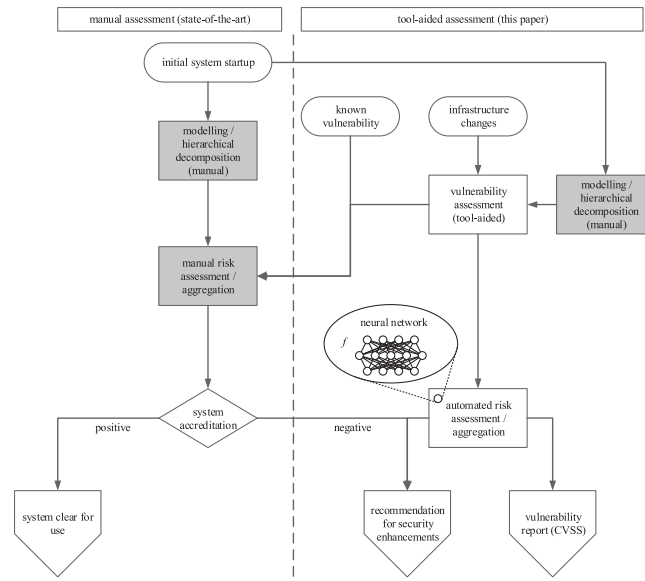 manual assessment (state-of-the-art)
tool-aided assessment (this paper)
initial system startup
known
vulnerability
infrastructure
changes
modelling /
hierarchical
decomposition
(manual)
vulnerability
assessment
(tool-aided)
modelling /
hierarchical
decomposition
(manual)
manual risk
assessment /
aggregation
neural network
f
system
accreditation
automated risk
assessment /
aggregation
positive
negative
system clear for
use
recommendation
for security
enhancements
vulnerability
report (CVSS)